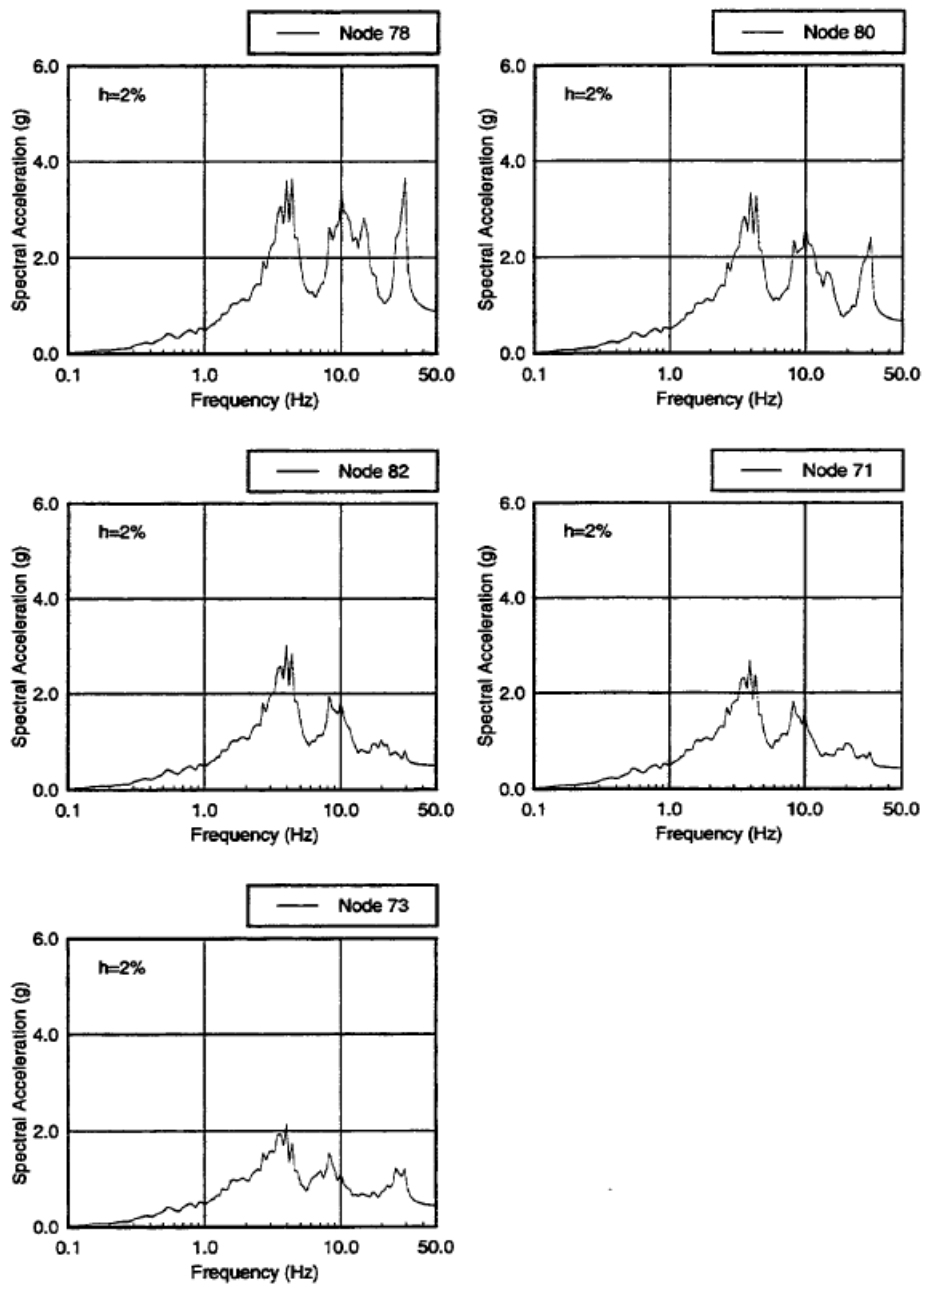 Node 78
6.0
h=2%
4.0
2.0
0.0
0.1 1.0 10.0 50.0
Spectral Acceleration (g)
Frequency (Hz)
Node 80
6.0
h=2%
4.0
2.0
0.0
0.1 1.0 10.0 50.0
Spectral Acceleration (g)
Frequency (Hz)
Node 82
6.0
h=2%
4.0
2.0
0.0
0.1 1.0 10.0 50.0
Spectral Acceleration (g)
Frequency (Hz)
Node 71
6.0
h=2%
4.0
2.0
0.0
0.1 1.0 10.0 50.0
Spectral Acceleration (g)
Frequency (Hz)
Node 73
6.0
h=2%
4.0
2.0
0.0
0.1 1.0 10.0 50.0
Spectral Acceleration (g)
Frequency (Hz)